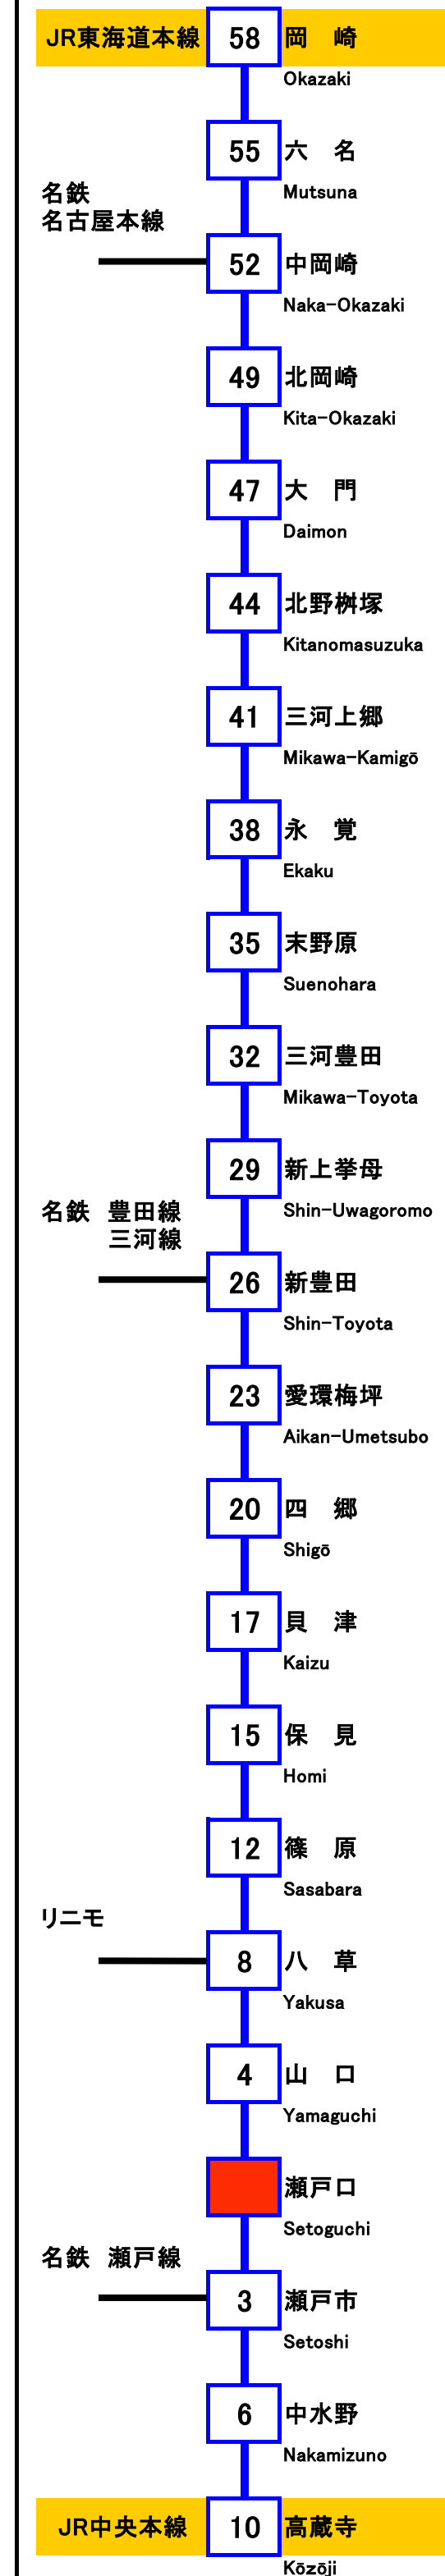 JR東海道本線 58 岡 崎
Okazaki
55 六 名
Mutsuna
名鉄
名古屋本線
52 中岡崎
Naka-Okazaki
49 北岡崎
Kita-Okazaki
47 大 門
Daimon
44 北野桝塚
Kitanomasuzuka
41 三河上郷
Mikawa-Kamigō
38 永 覚
Ekaku
35 末野原
Suenohara
32 三河豊田
Mikawa-Toyota
29 新上挙母
Shin-Uwagoromo
名鉄 豊田線
三河線
26 新豊田
Shin-Toyota
23 愛環梅坪
Aikan-Umetsubo
20 四 郷
Shigō
17 貝 津
Kaizu
15 保 見
Homi
12 篠 原
Sasabara
リニモ
8 八 草
Yakusa
4 山 口
Yamaguchi
瀬戸口
Setoguchi
名鉄 瀬戸線
3 瀬戸市
Setoshi
6 中水野
Nakamizuno
JR中央本線 10 高蔵寺
Kōzōji